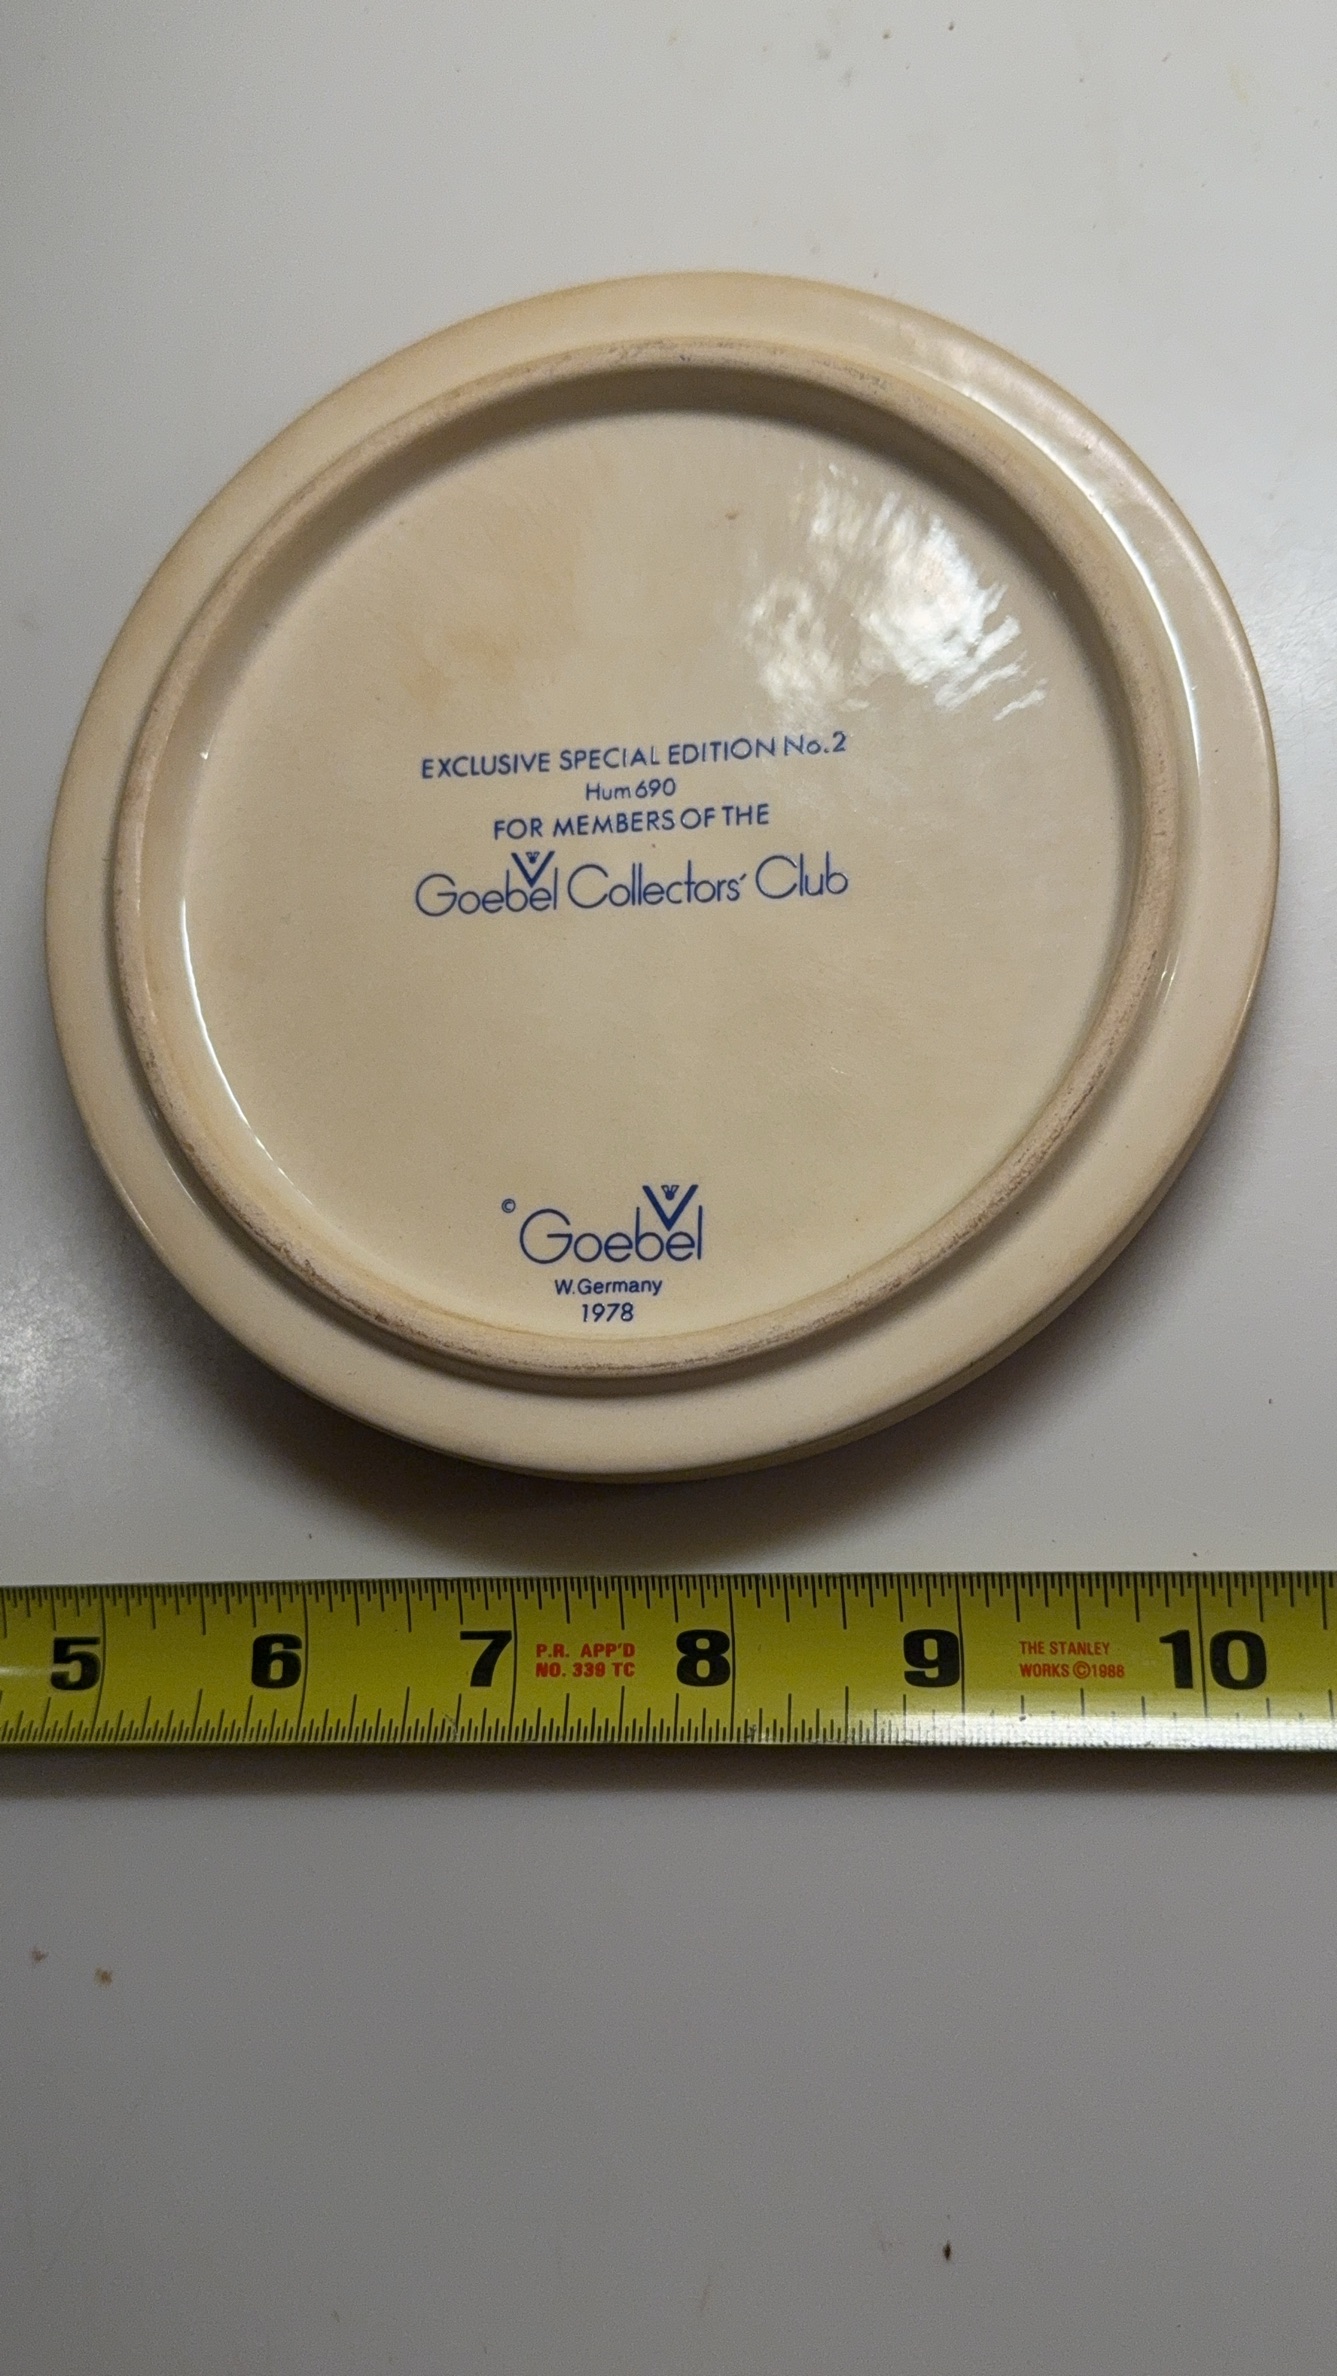 EXCLUSIVE SPECIAL EDITION No.2
Hum 690
FOR MEMBERS OF THE
Goebel Collectors' Club
© Goebel
W.Germany
1978
5 6 7 P.R. APP'D 8 9 THE STANLEY 10
NO. 339 TC WORKS ©1988